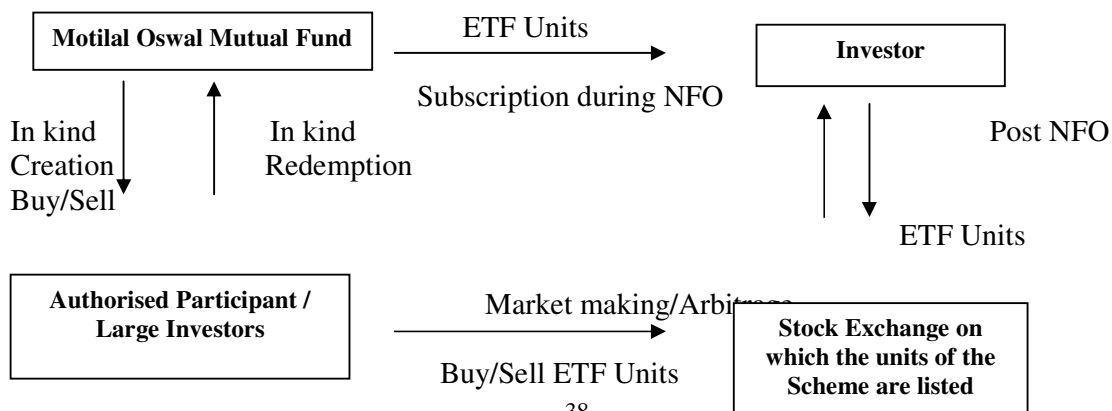 Motilal Oswal Mutual Fund
ETF Units
Subscription during NFO
Investor
In kind
Creation
Buy/Sell
In kind
Redemption
Post NFO
ETF Units
Authorised Participant /
Large Investors
Market making/Arbitrage
Buy/Sell ETF Units
Stock Exchange on
which the units of the
Scheme are listed
38